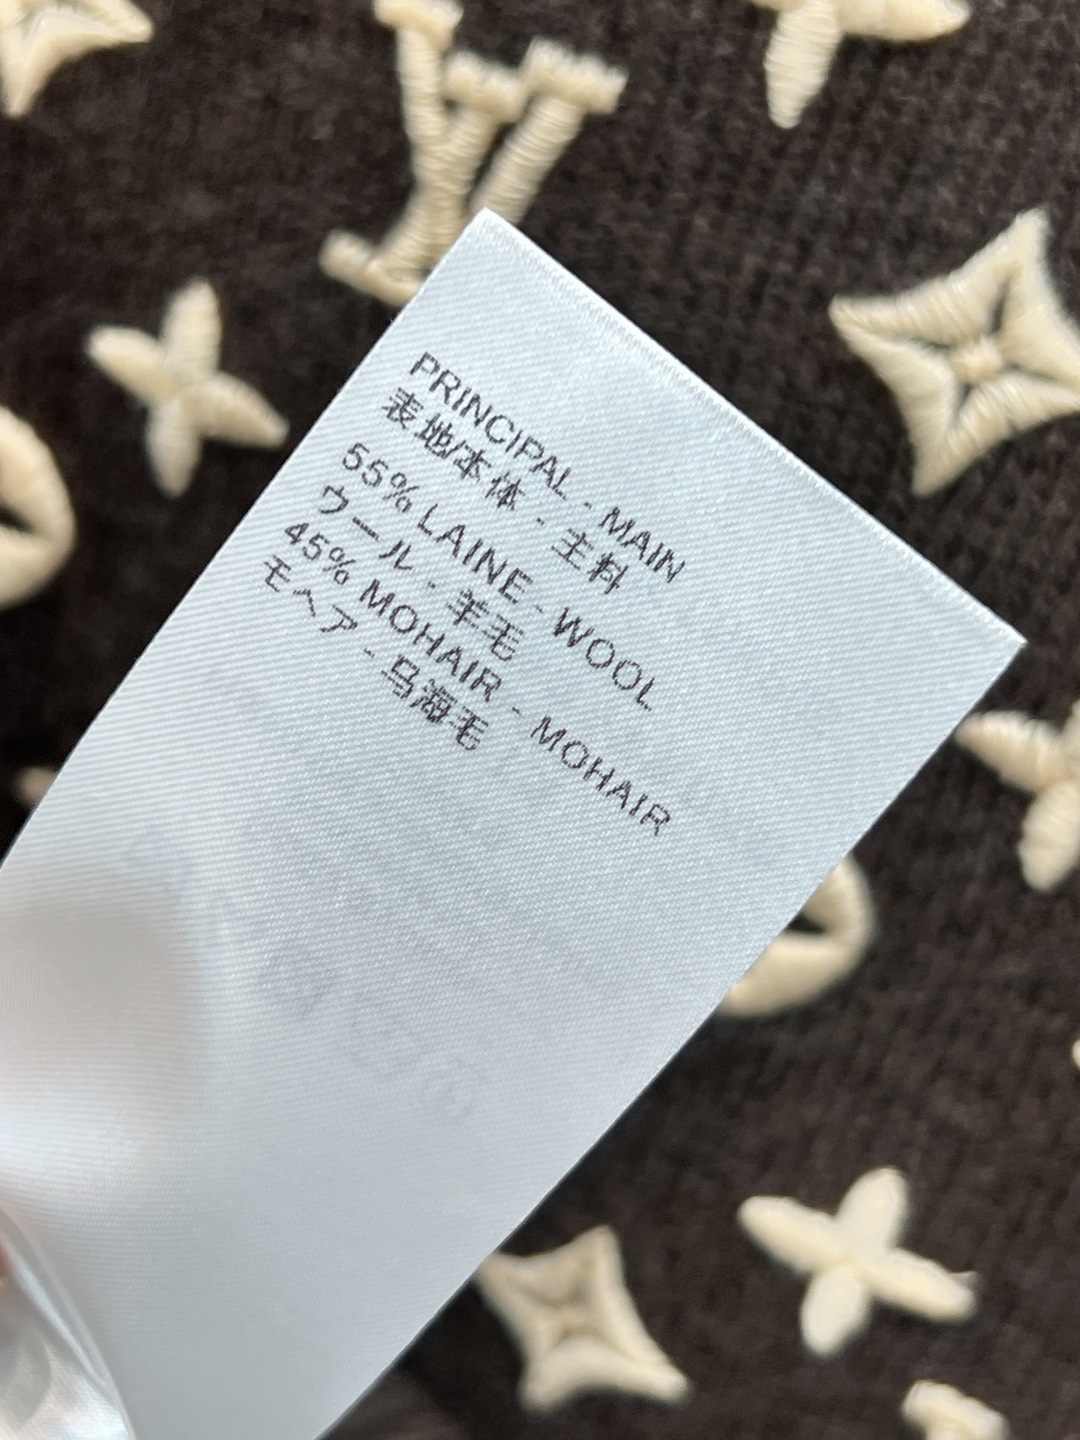 PRINCIPAL - MAIN
表地/本体 - 主料
55% LAINE - WOOL
ウール - 羊毛
45% MOHAIR - MOHAIR
モヘア - 马海毛